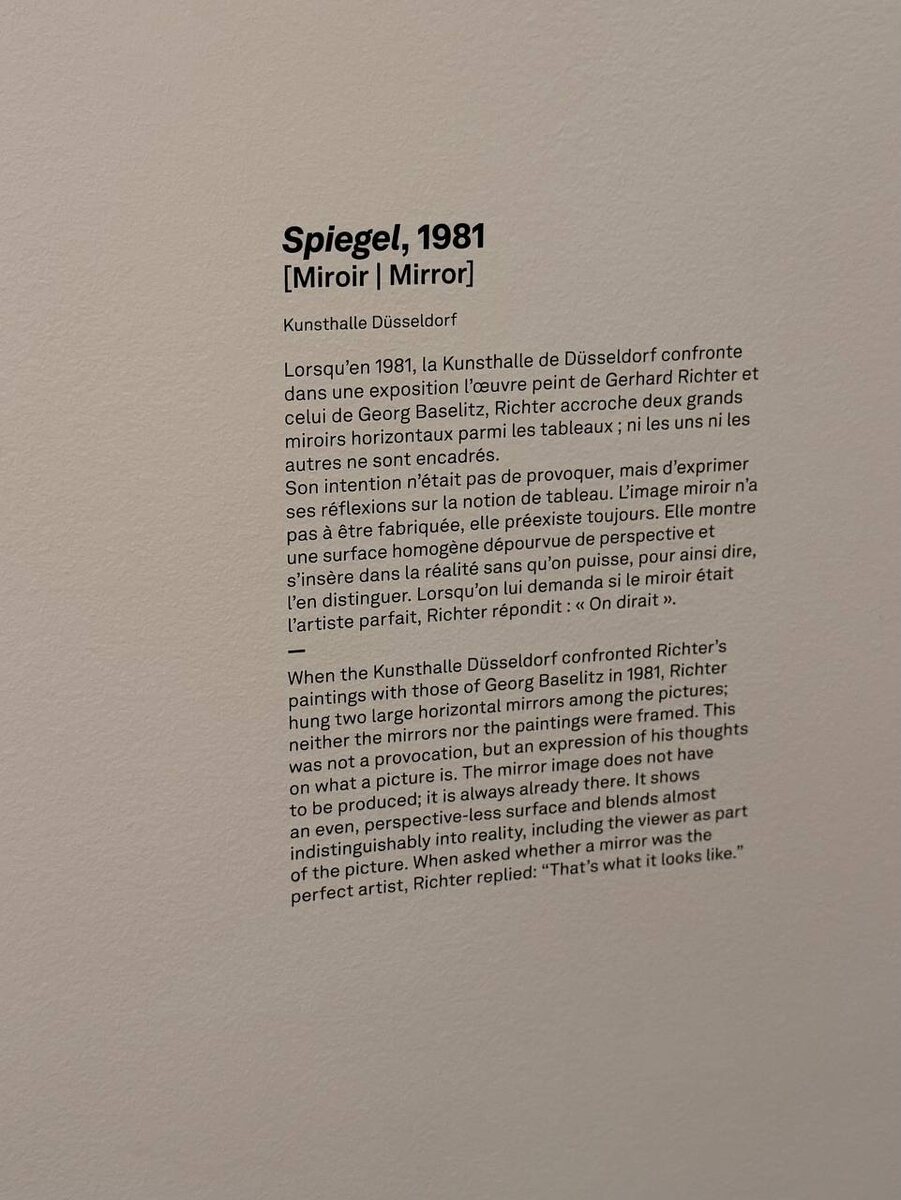 Spiegel, 1981
[Miroir | Mirror]
Kunsthalle Düsseldorf
Lorsqu’en 1981, la Kunsthalle de Düsseldorf confronte
dans une exposition l’œuvre peint de Gerhard Richter et
celui de Georg Baselitz, Richter accroche deux grands
miroirs horizontaux parmi les tableaux ; ni les uns ni les
autres ne sont encadrés.
Son intention n’était pas de provoquer, mais d’exprimer
ses réflexions sur la notion de tableau. L’image miroir n’a
pas à être fabriquée, elle préexiste toujours. Elle montre
une surface homogène dépourvue de perspective et
s’insère dans la réalité sans qu’on puisse, pour ainsi dire,
l’en distinguer. Lorsqu’on lui demanda si le miroir était
l’artiste parfait, Richter répondit : « On dirait ».
—
When the Kunsthalle Düsseldorf confronted Richter’s
paintings with those of Georg Baselitz in 1981, Richter
hung two large horizontal mirrors among the pictures;
neither the mirrors nor the paintings were framed. This
was not a provocation, but an expression of his thoughts
on what a picture is. The mirror image does not have
to be produced; it is always already there. It shows
an even, perspective-less surface and blends almost
indistinguishably into reality, including the viewer as part
of the picture. When asked whether a mirror was the
perfect artist, Richter replied: “That’s what it looks like.”